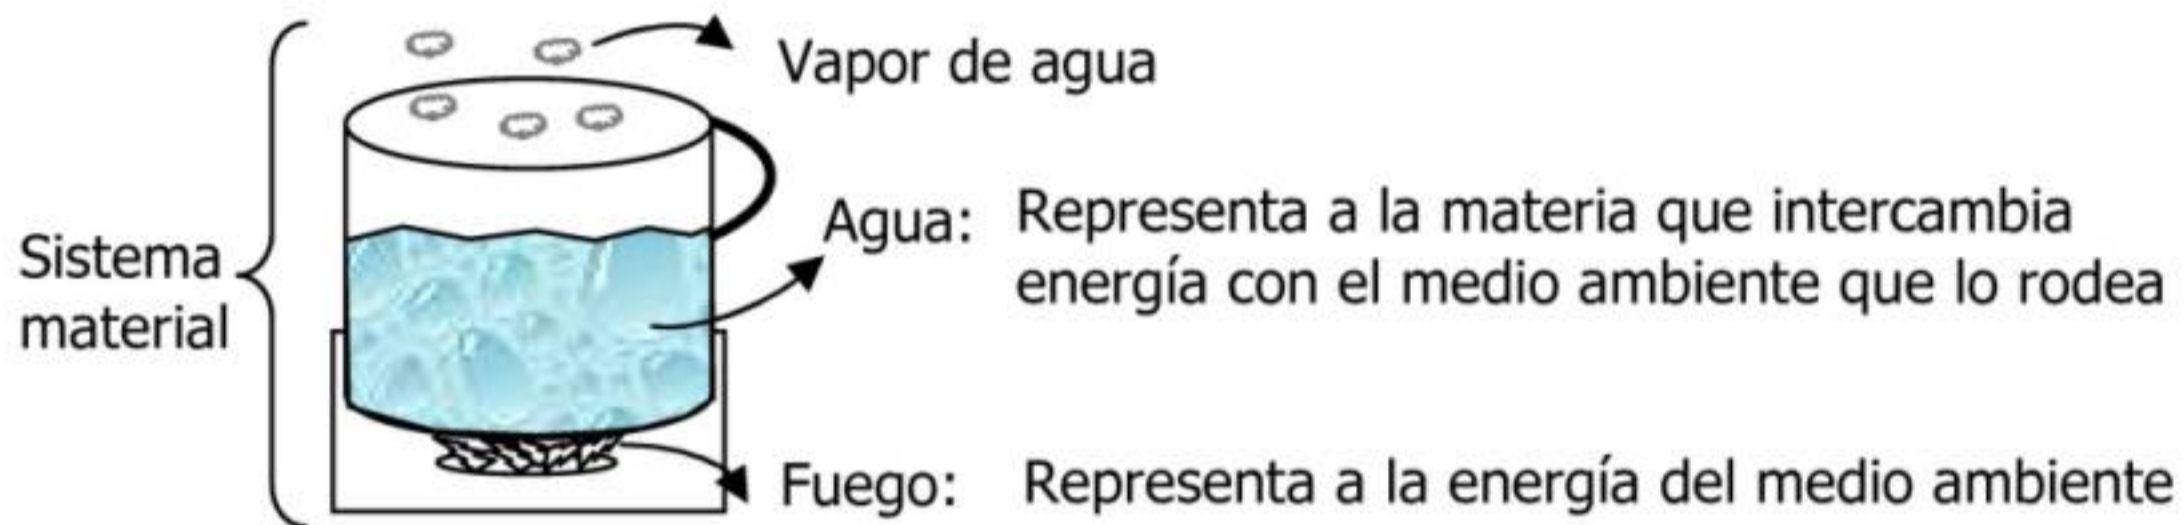 Vapor de agua
Sistema
material
Agua: Representa a la materia que intercambia
energía con el medio ambiente que lo rodea
Fuego: Representa a la energía del medio ambiente